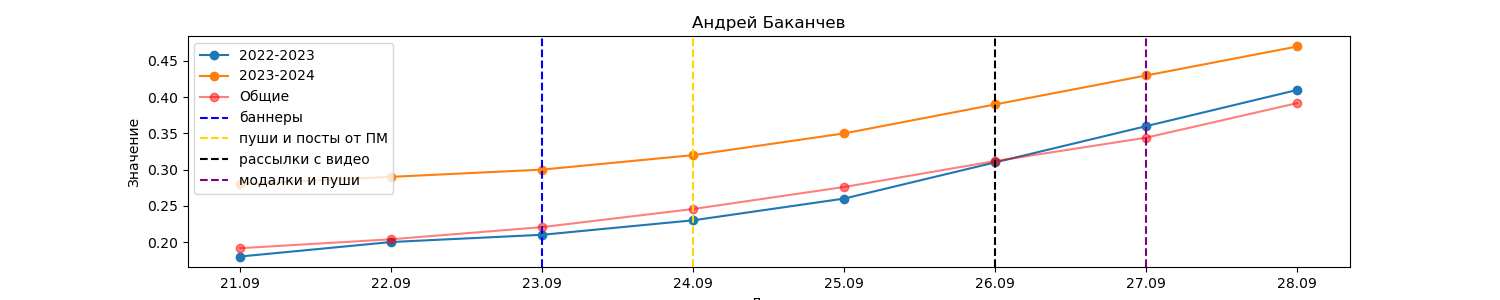 Андрей Баканчев
Значение
0.45
0.40
0.35
0.30
0.25
0.20
2022-2023
2023-2024
Общие
баннеры
пуши и посты от ПМ
рассылки с видео
модалки и пуши
21.09 22.09 23.09 24.09 25.09 26.09 27.09 28.09